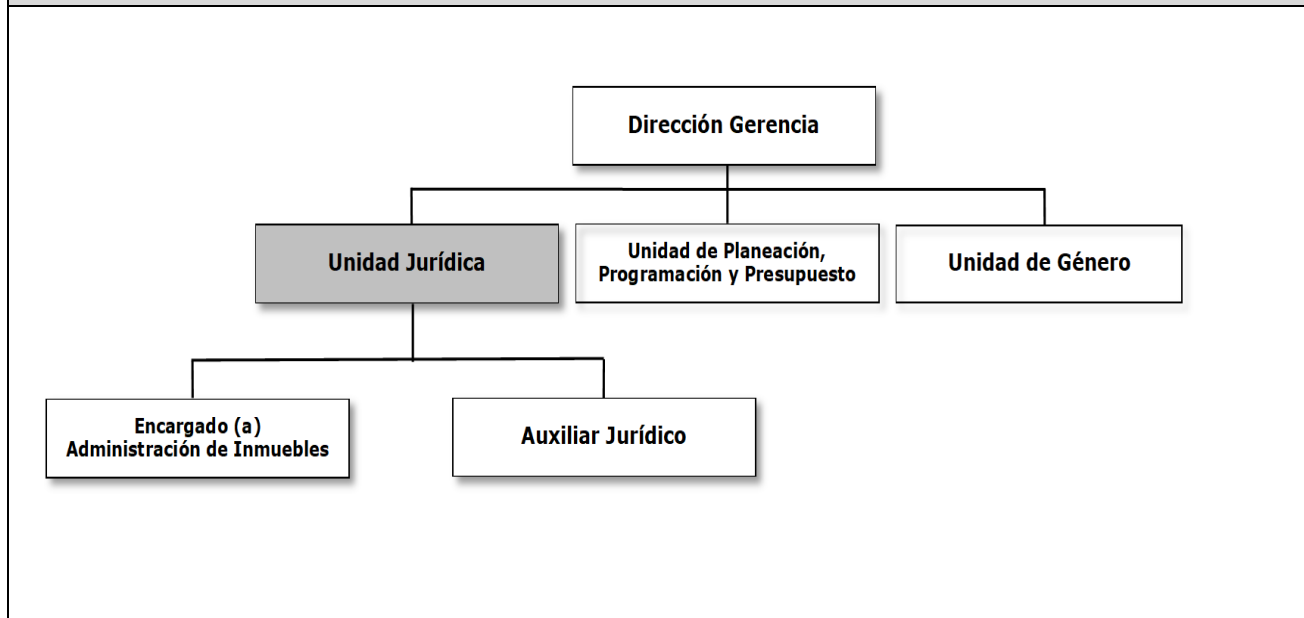 Dirección Gerencia
Unidad Jurídica
Unidad de Planeación,
Programación y Presupuesto
Unidad de Género
Encargado (a)
Administración de Inmuebles
Auxiliar Jurídico